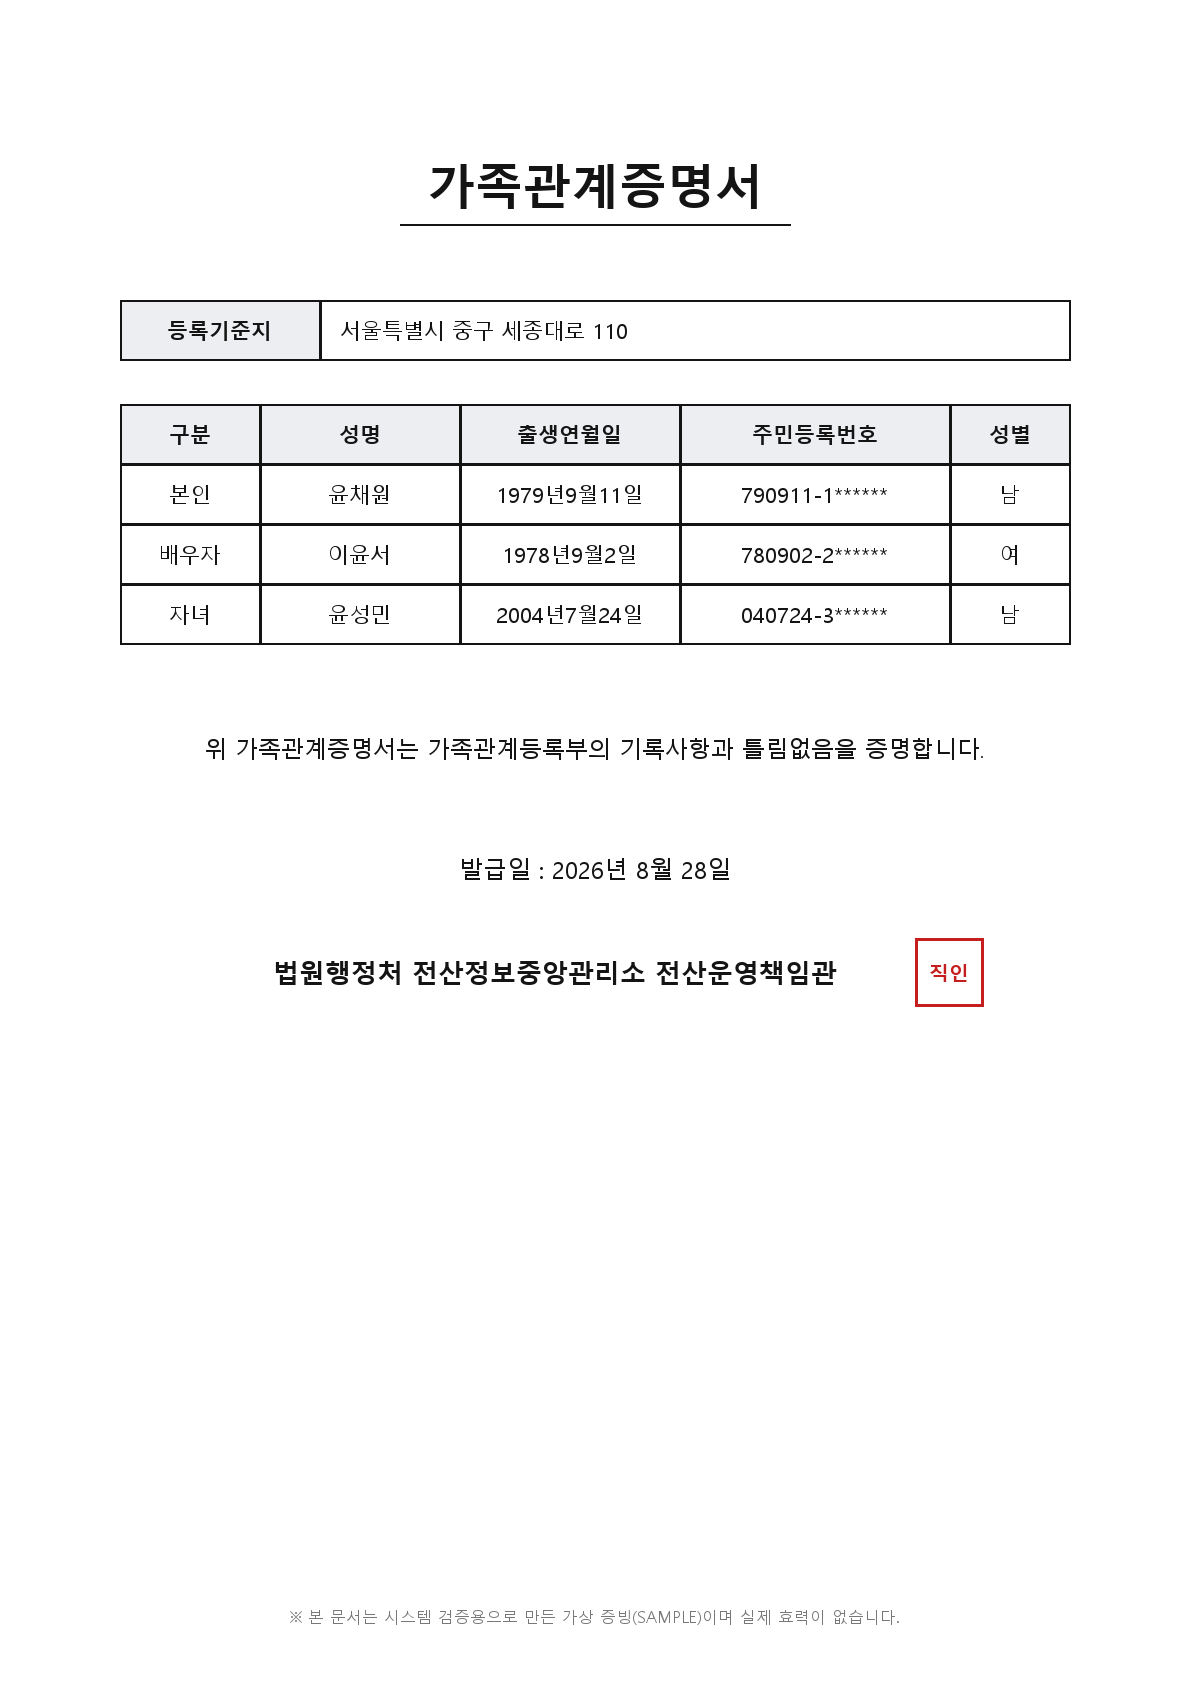 가족관계증명서
등록기준지 서울특별시 중구 세종대로 110
구분 성명 출생연월일 주민등록번호 성별
본인 윤채원 1979년9월11일 790911-1****** 남
배우자 이윤서 1978년9월2일 780902-2****** 여
자녀 윤성민 2004년7월24일 040724-3****** 남
위 가족관계증명서는 가족관계등록부의 기록사항과 틀림없음을 증명합니다.
발급일 : 2026년 8월 28일
법원행정처 전산정보중앙관리소 전산운영책임관 직인
※ 본 문서는 시스템 검증용으로 만든 가상 증빙(SAMPLE)이며 실제 효력이 없습니다.